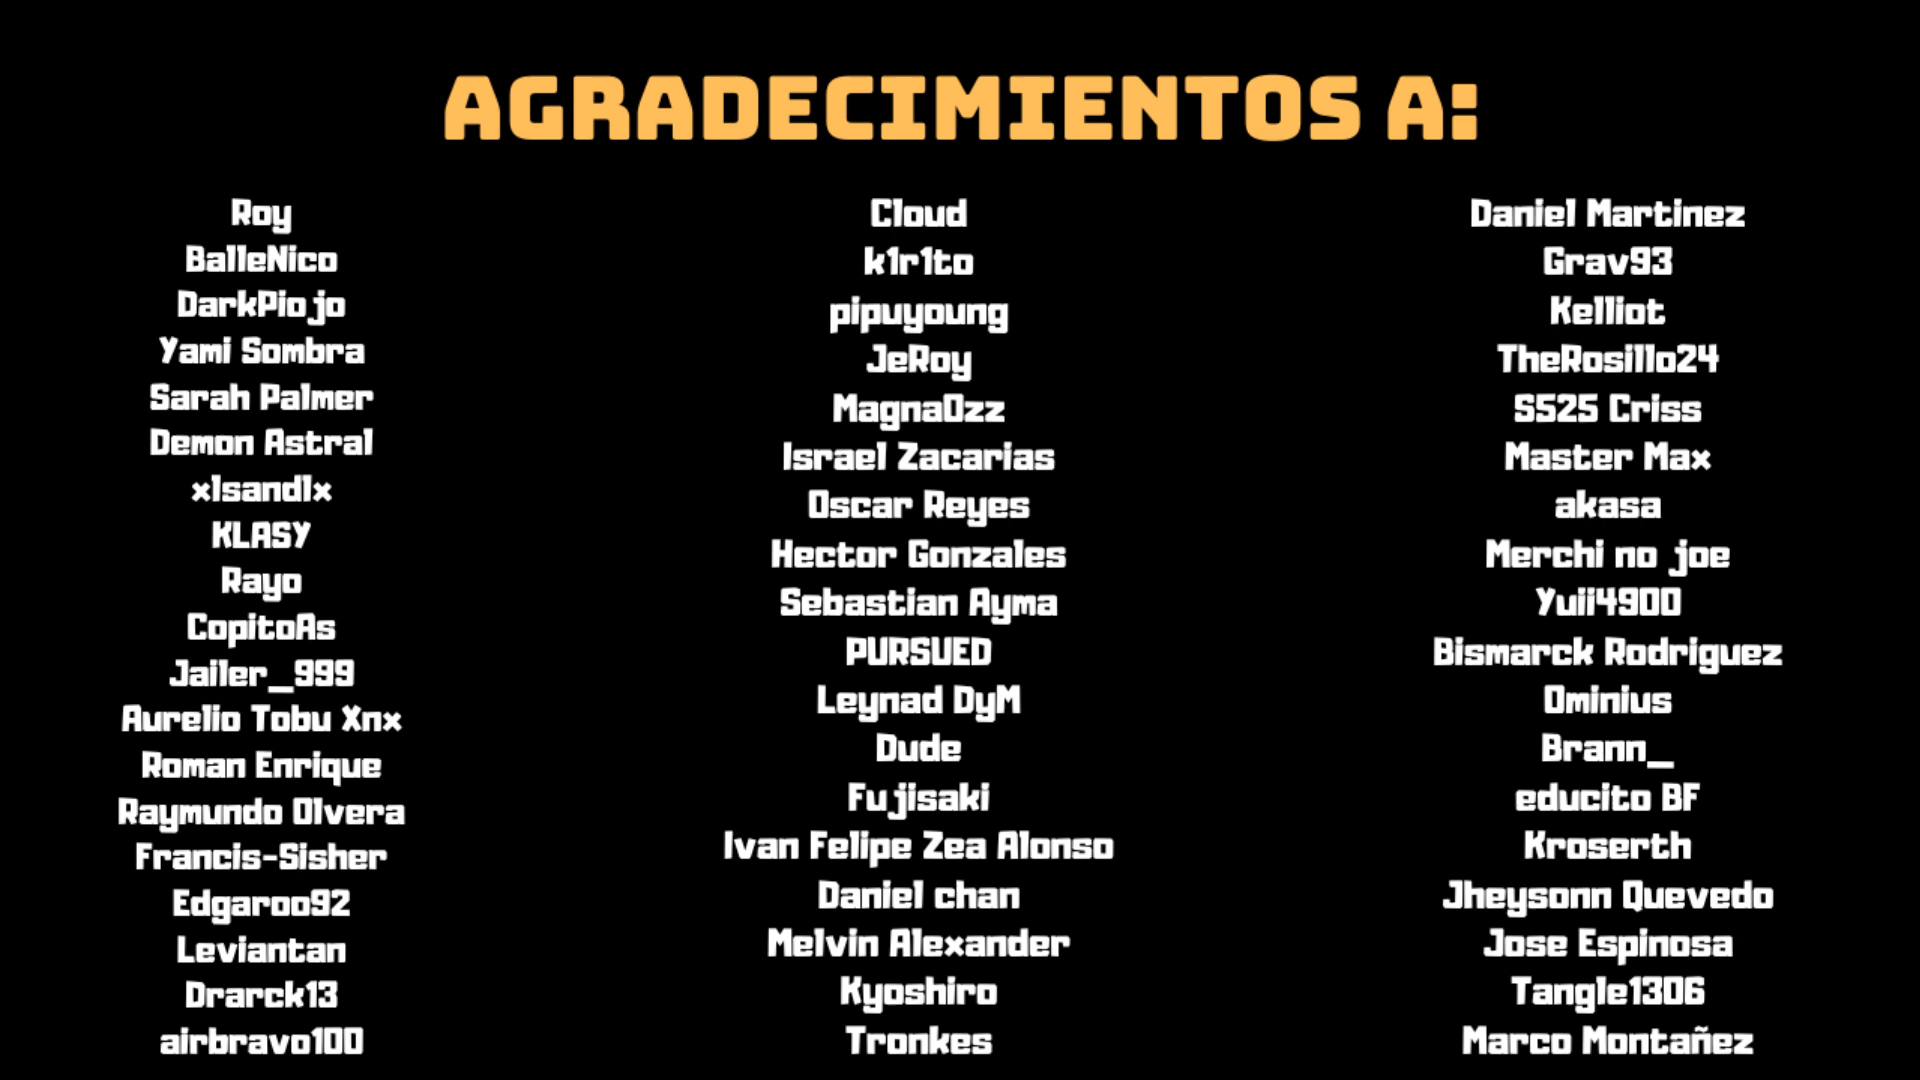 AGRADECIMIENTOS A:
Roy
BalleNico
DarkPiojo
Yami Sombra
Sarah Palmer
Demon Astral
xIsandIx
KLASY
Rayo
CopitoAs
Jailer_999
Aurelio Tobu Xnx
Roman Enrique
Raymundo Olvera
Francis-Sisher
Edgaroo92
Leviantan
Drarck13
airbravo100
Cloud
k1r1to
pipuyoung
JeRoy
MagnaOzz
Israel Zacarias
Oscar Reyes
Hector Gonzales
Sebastian Ayma
PURSUED
Leynad DyM
Dude
Fujisaki
Ivan Felipe Zea Alonso
Daniel chan
Melvin Alexander
Kyoshiro
Tronkes
Daniel Martinez
Grav93
Kelliot
TheRosillo24
S525 Criss
Master Max
akasa
Merchi no joe
Yuii4900
Bismarck Rodriguez
Ominius
Brann_
educito BF
Kroserth
Jheysonn Quevedo
Jose Espinosa
Tangle1306
Marco Montañez